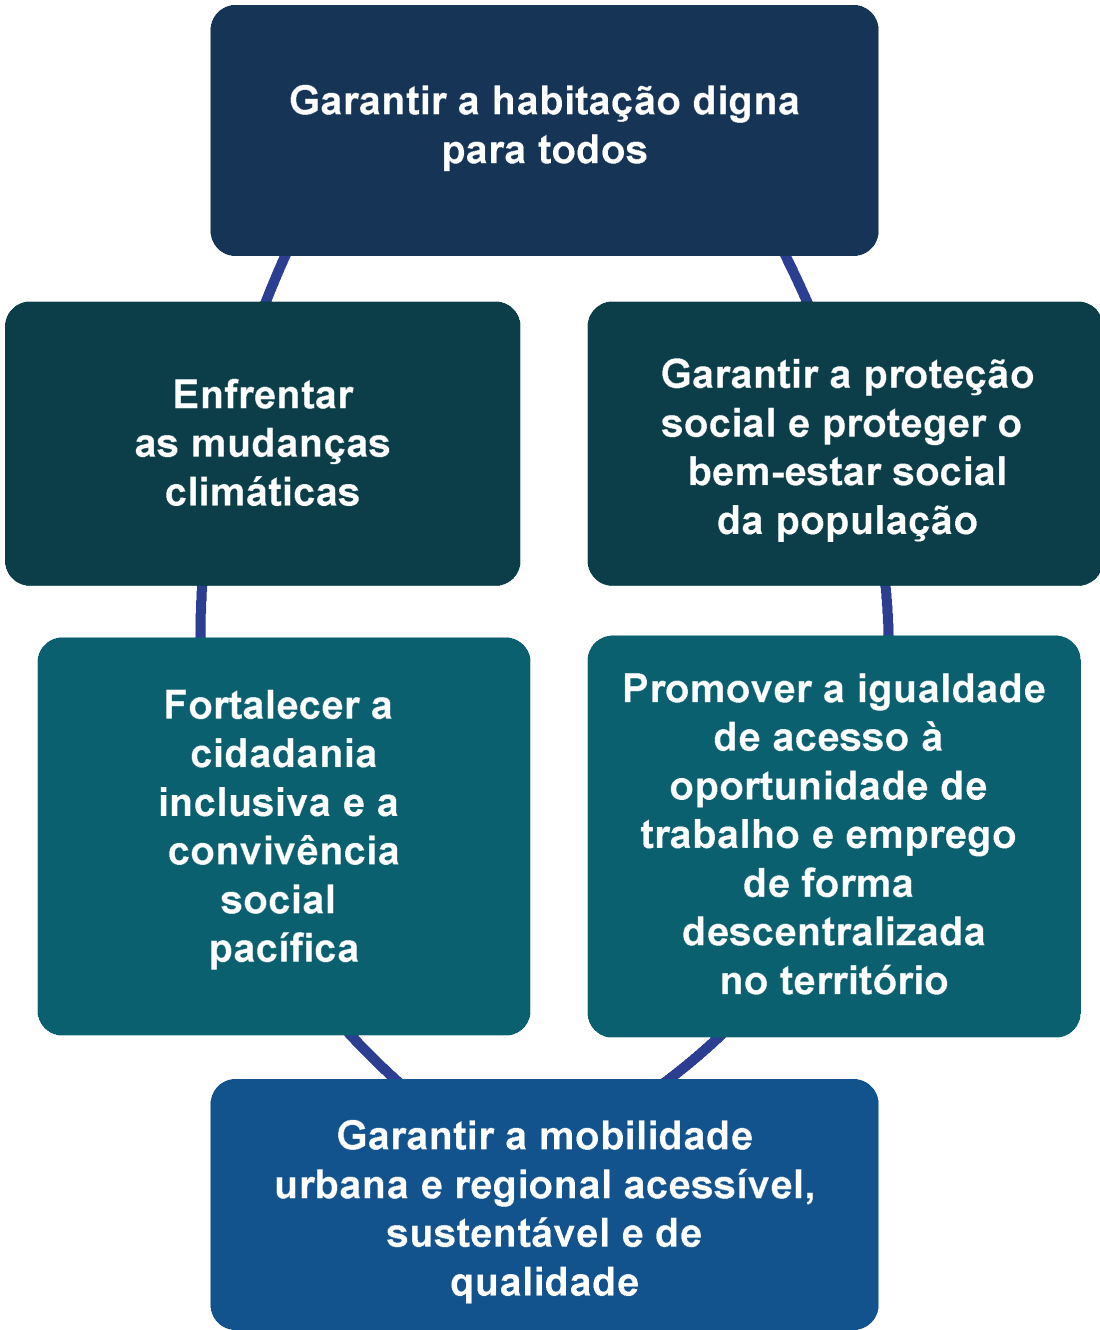 Garantir a habitação digna
para todos
Enfrentar
as mudanças
climáticas
Garantir a proteção
social e proteger o
bem-estar social
da população
Fortalecer a
cidadania
inclusiva e a
convivência
social
pacífica
Promover a igualdade
de acesso à
oportunidade de
trabalho e emprego
de forma
descentralizada
no território
Garantir a mobilidade
urbana e regional acessível,
sustentável e de
qualidade